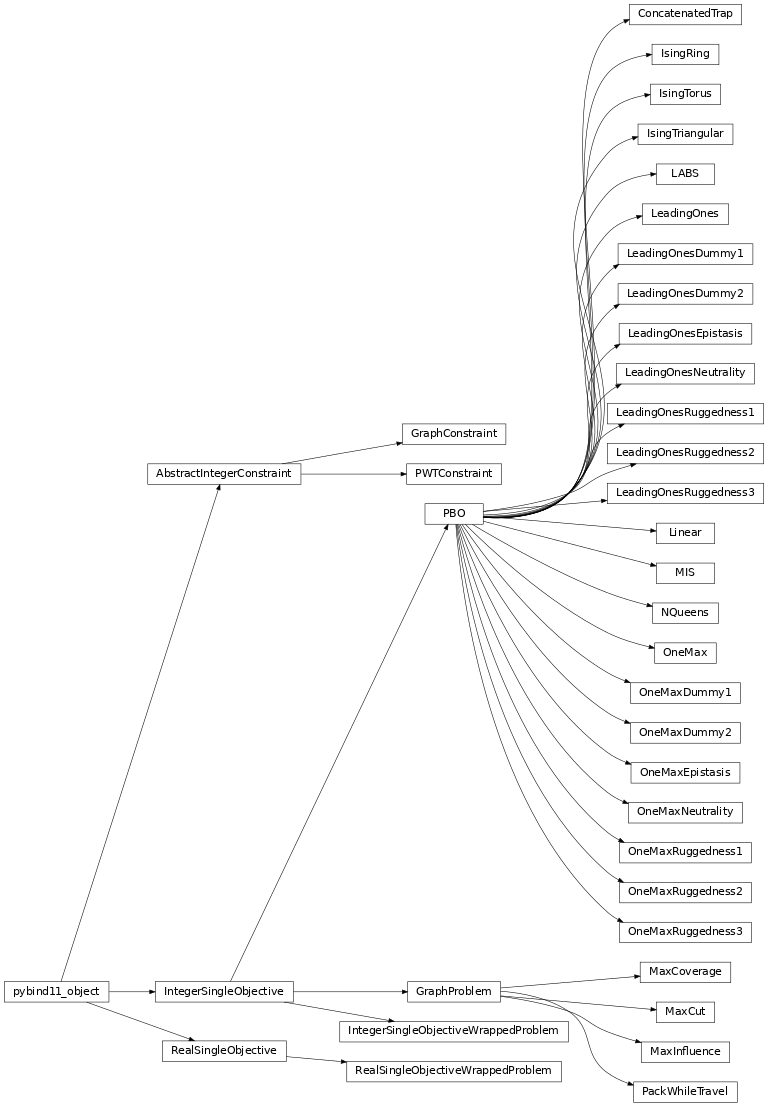 ConcatenatedTrap
IsingRing
IsingTorus
IsingTriangular
LABS
LeadingOnes
LeadingOnesDummy1
LeadingOnesDummy2
LeadingOnesEpistasis
LeadingOnesNeutrality
LeadingOnesRuggedness1
GraphConstraint
LeadingOnesRuggedness2
AbstractIntegerConstraint
PWTConstraint
LeadingOnesRuggedness3
PBO
Linear
MIS
NQueens
OneMax
OneMaxDummy1
OneMaxDummy2
OneMaxEpistasis
OneMaxNeutrality
OneMaxRuggedness1
OneMaxRuggedness2
OneMaxRuggedness3
MaxCoverage
pybind11_object
IntegerSingleObjective
GraphProblem
MaxCut
IntegerSingleObjectiveWrappedProblem
RealSingleObjective
MaxInfluence
RealSingleObjectiveWrappedProblem
PackWhileTravel